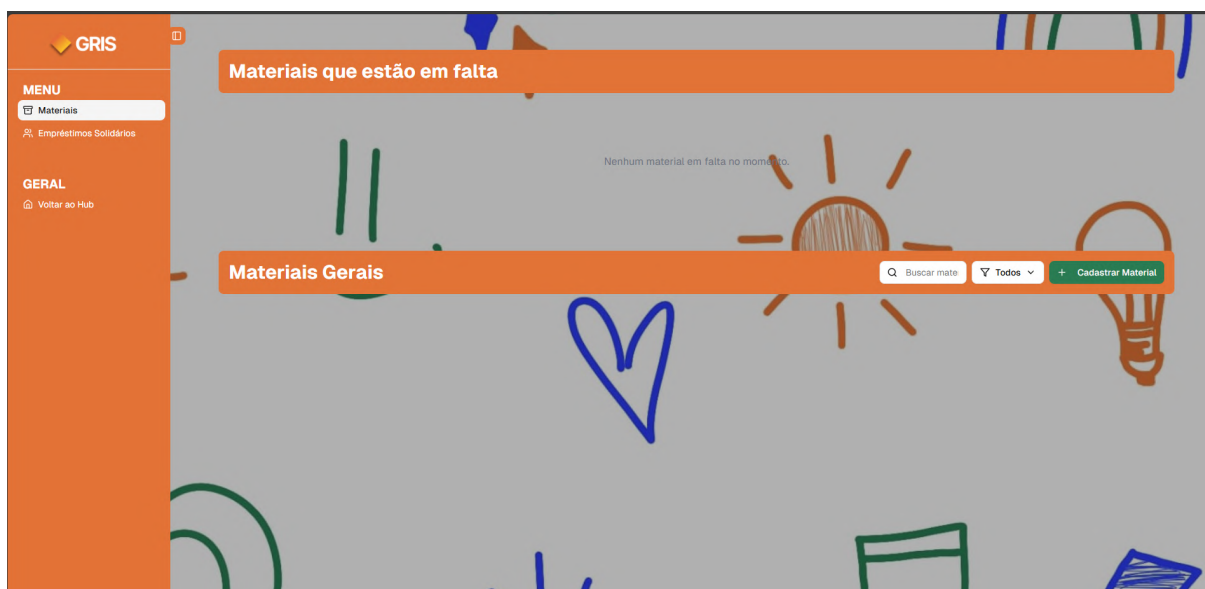 GRIS
MENU
Materiais
Empréstimos Solidários
GERAL
Voltar ao Hub
Materiais que estão em falta
Nenhum material em falta no momento.
Materiais Gerais
Buscar mate
Todos
Cadastrar Material